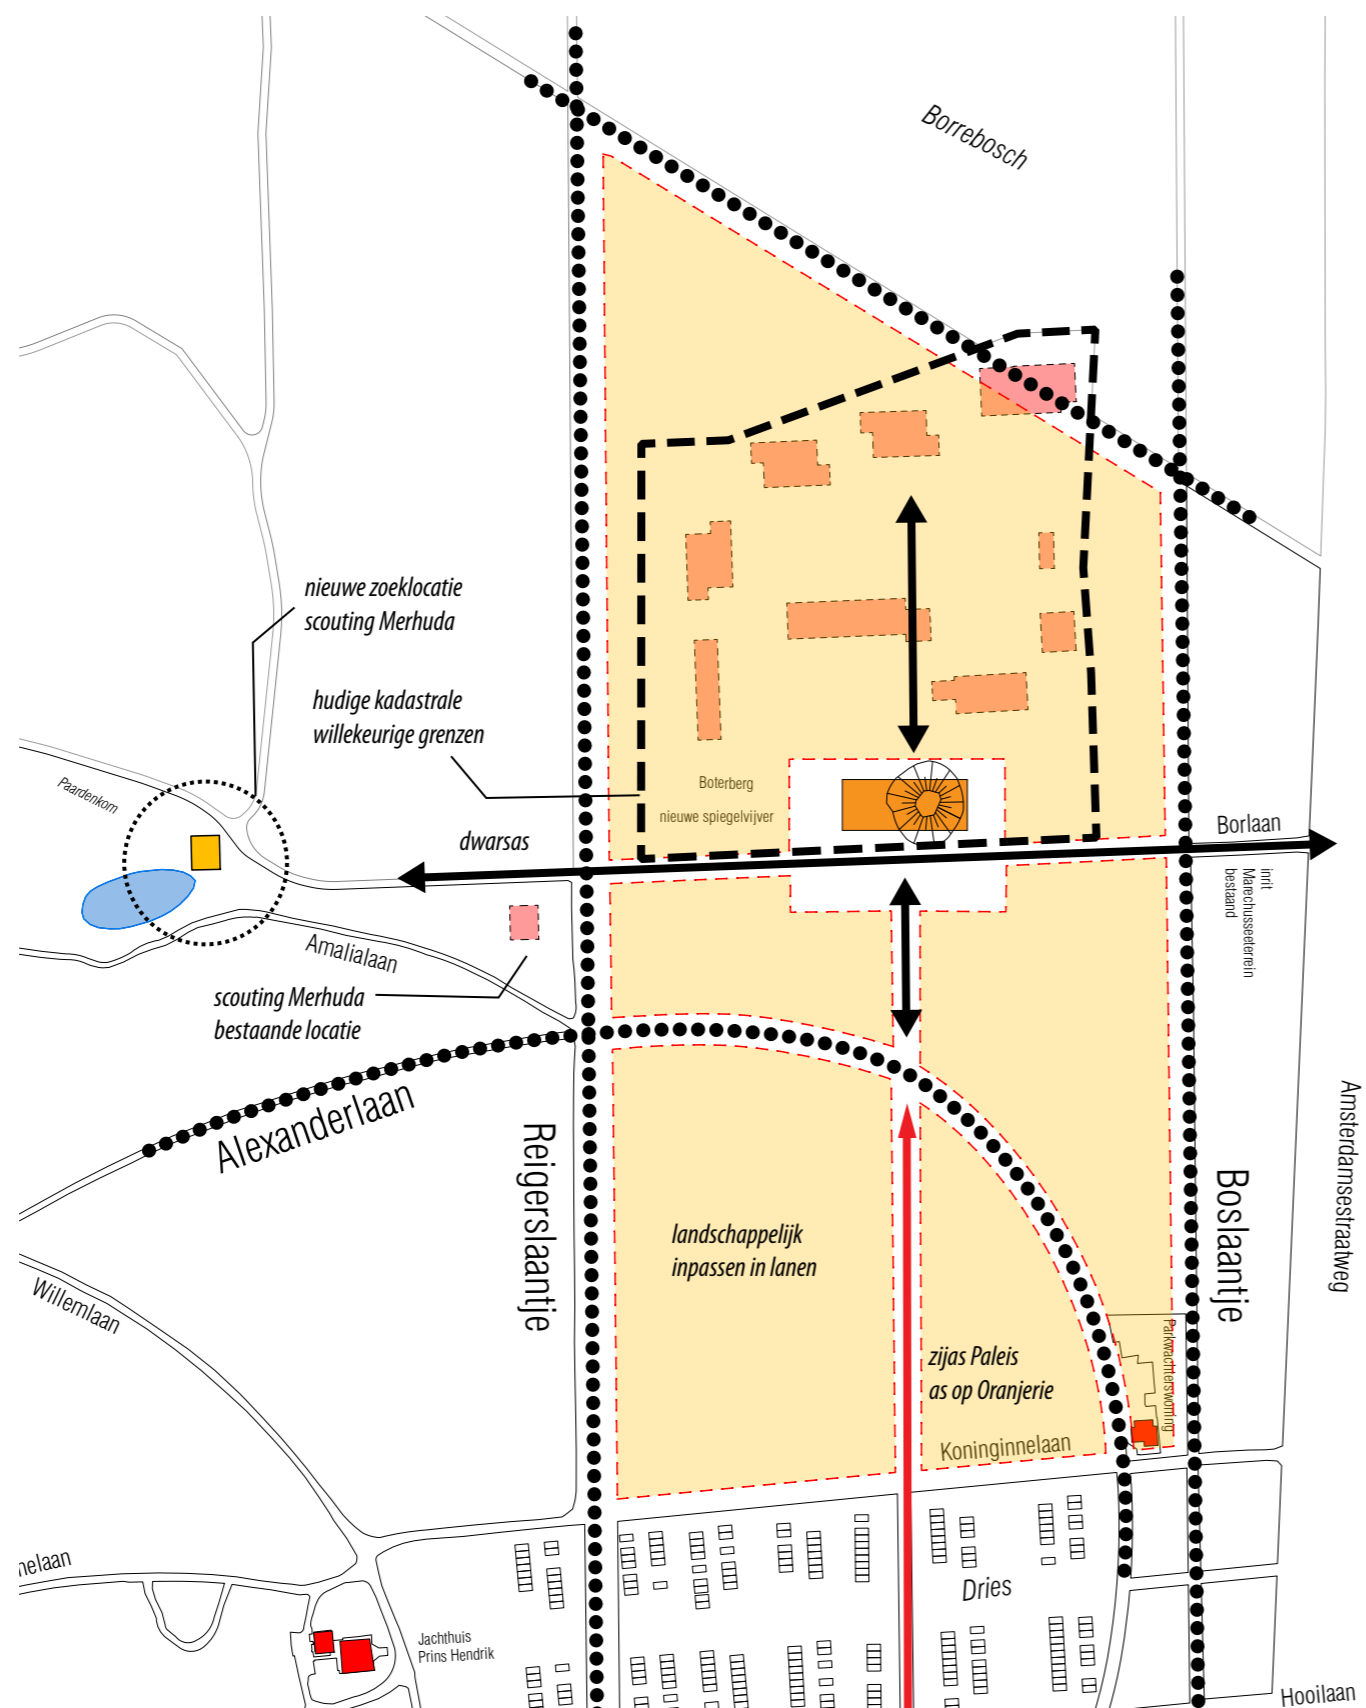 Borrebosch
nieuwe zoeklocatie
scouting Merhuda
hudige kadastrale
willekeurige grenzen
Paardenkom
Boterberg
nieuwe spiegelvijver
dwarsas
Borlaan
inrit
Marechusseeterrein
bestaand
Amalialaan
scouting Merhuda
bestaande locatie
Alexanderlaan
Reigerslaantje
Boslaantje
Amsterdamsestraatweg
landschappelijk
inpassen in lanen
Willemlaan
zijas Paleis
as op Oranjerie
Parkwachterswoning
Koninginnelaan
nelaan
Dries
Jachthuis
Prins Hendrik
Hooilaan